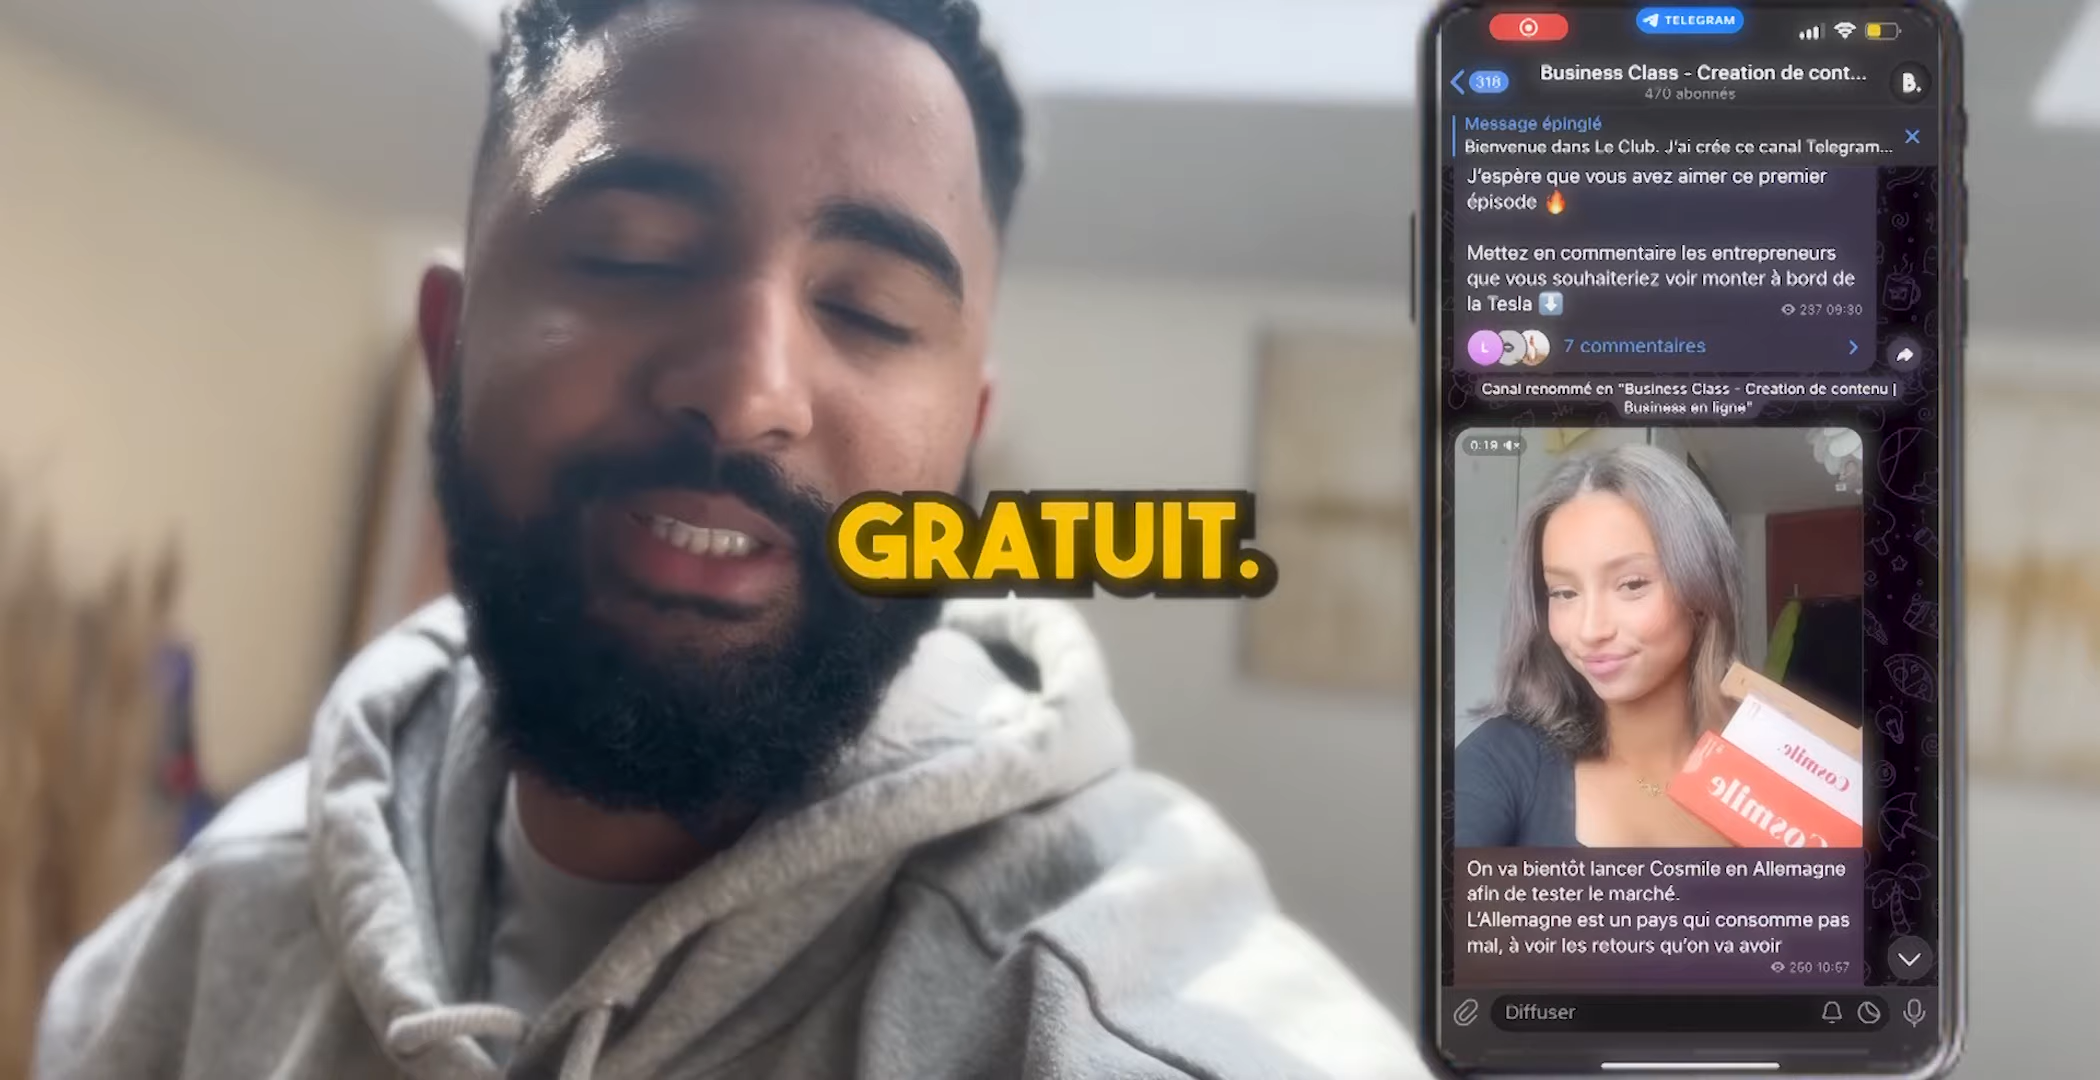 GRATUIT.
TELEGRAM
318
Business Class - Creation de cont...
470 abonnés
B.
Message épinglé
Bienvenue dans Le Club. J'ai crée ce canal Telegram...
J'espère que vous avez aimer ce premier
épisode 🔥
Mettez en commentaire les entrepreneurs
que vous souhaiteriez voir monter à bord de
la Tesla ⬇️
237 09:30
L
7 commentaires
Canal renommé en "Business Class - Creation de contenu |
Business en ligne"
0:19
Cosmile.
Cosmile
On va bientôt lancer Cosmile en Allemagne
afin de tester le marché.
L'Allemagne est un pays qui consomme pas
mal, à voir les retours qu'on va avoir
260 10:57
Diffuser